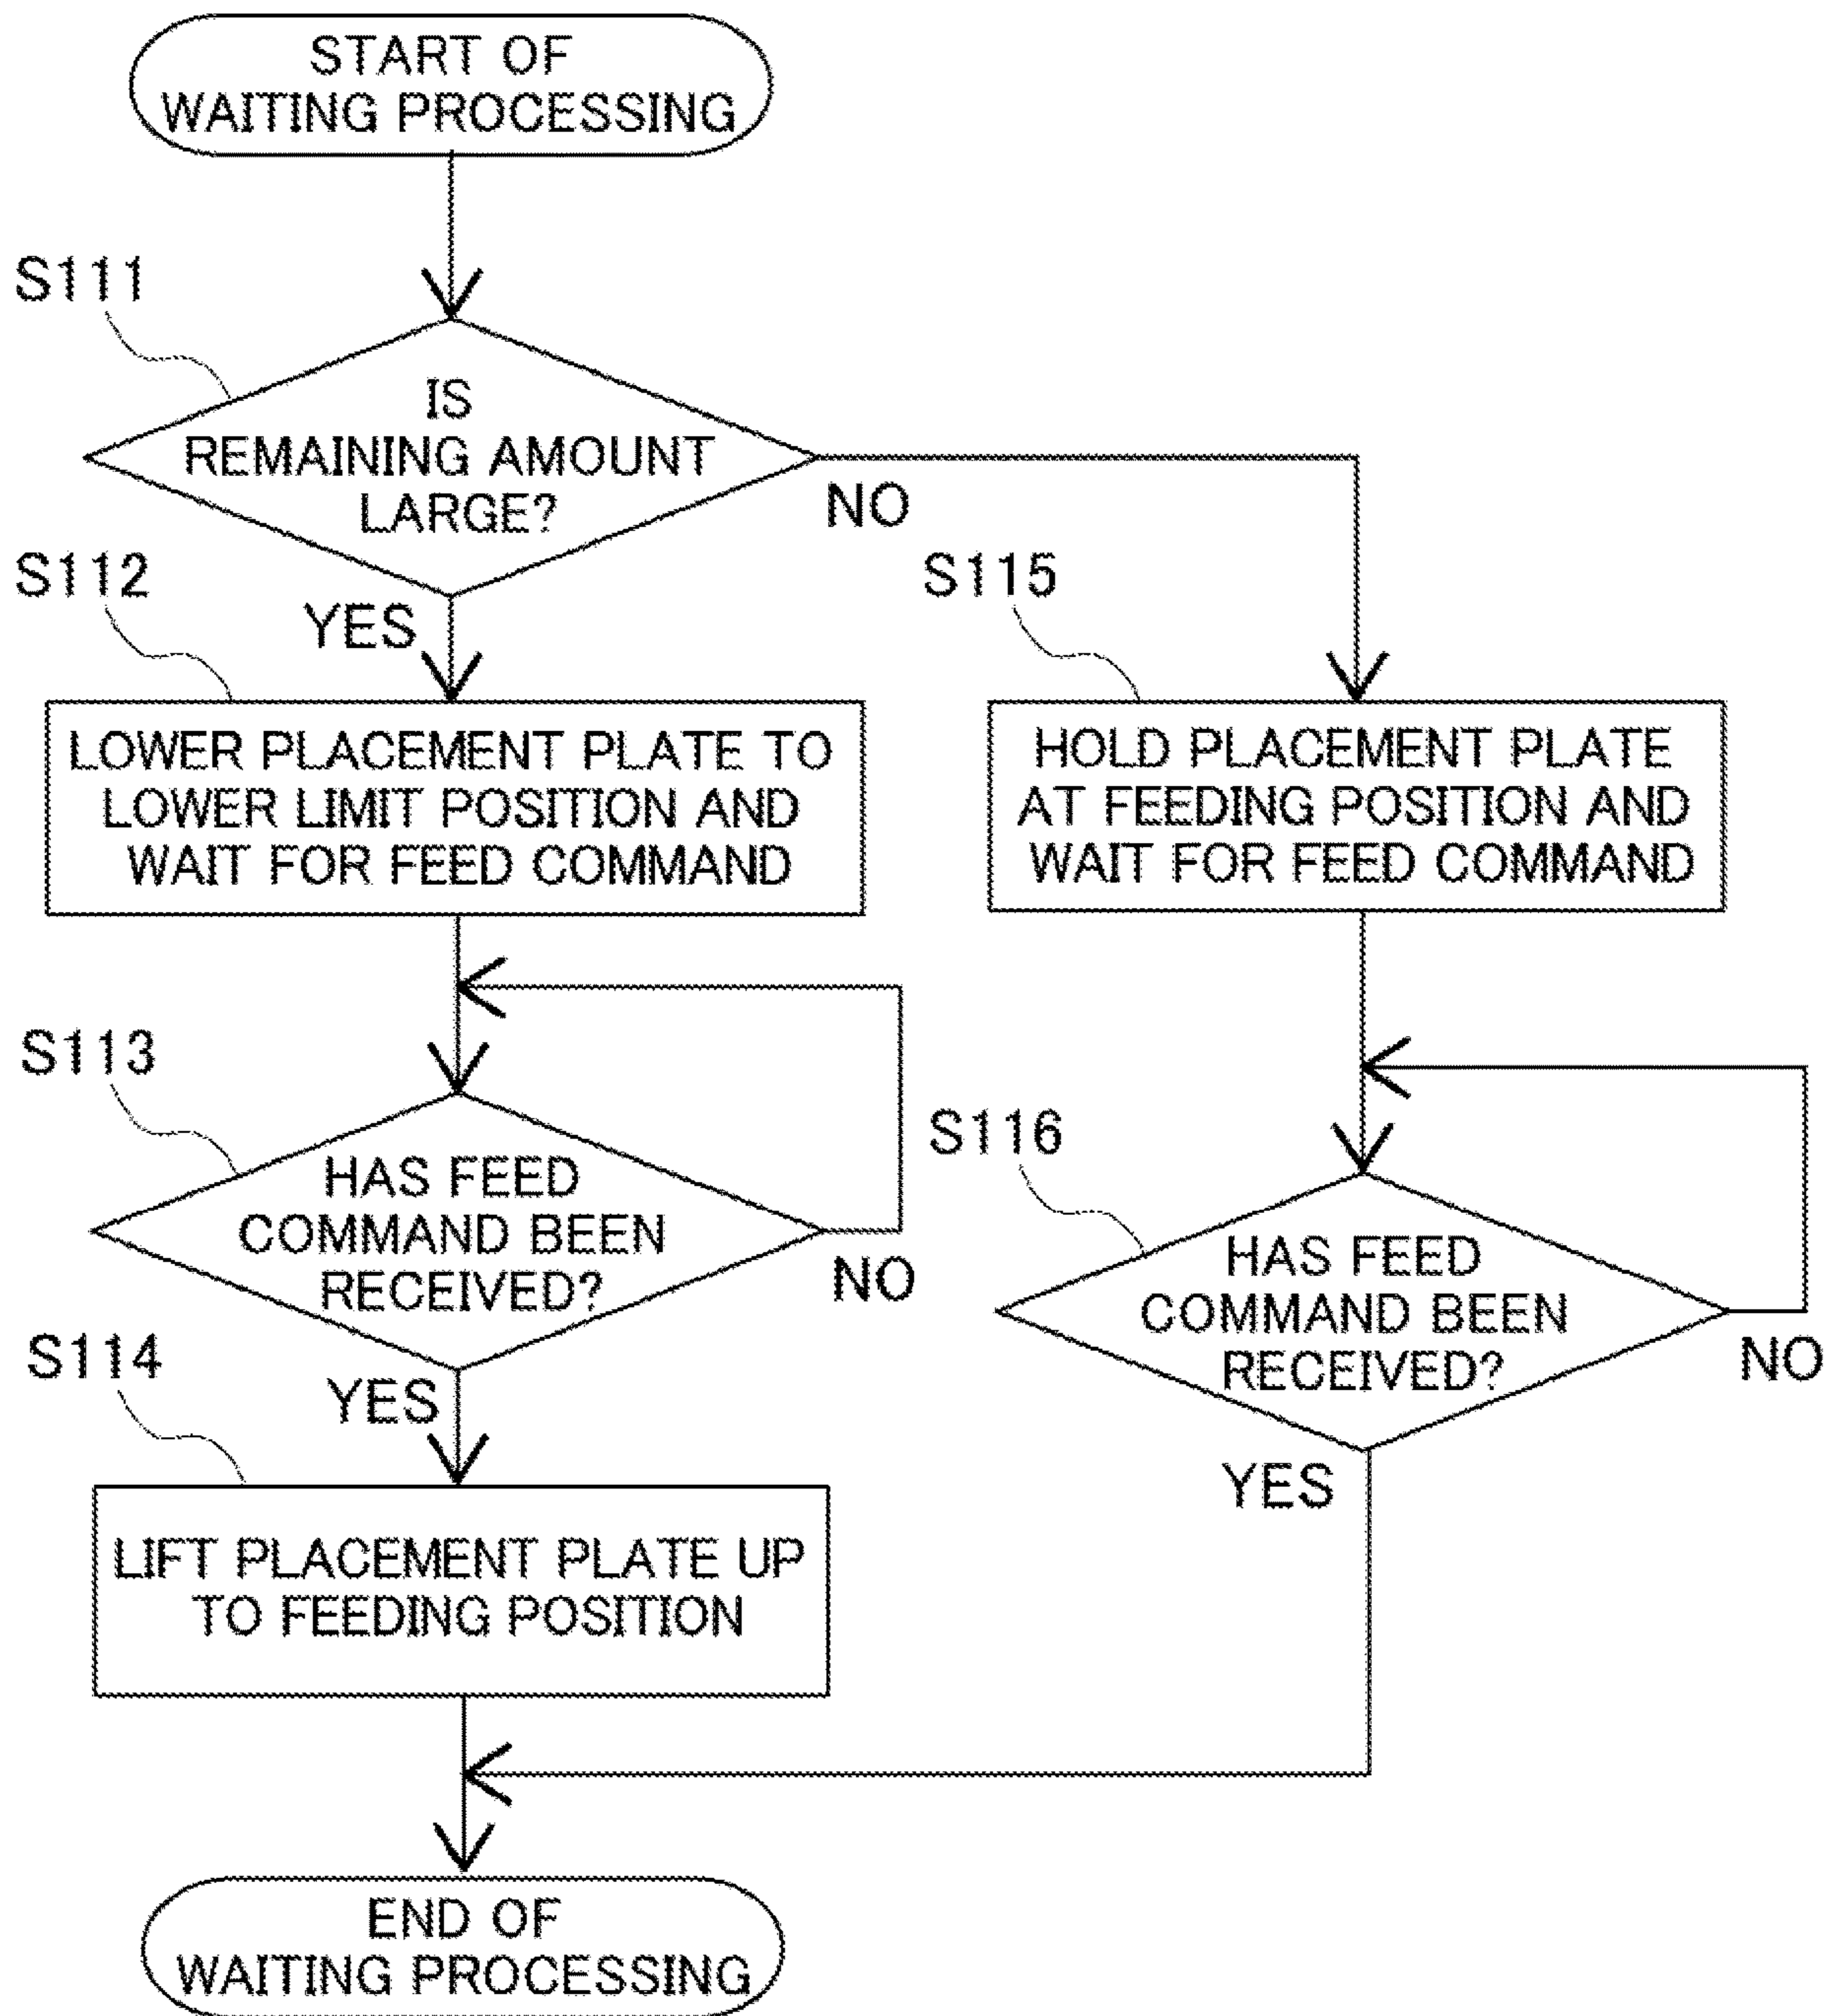 START OF
WAITING PROCESSING
S111
IS
REMAINING AMOUNT
LARGE?
NO
YES
S112
LOWER PLACEMENT PLATE TO
LOWER LIMIT POSITION AND
WAIT FOR FEED COMMAND
S115
HOLD PLACEMENT PLATE
AT FEEDING POSITION AND
WAIT FOR FEED COMMAND
S113
HAS FEED
COMMAND BEEN
RECEIVED?
NO
YES
S116
HAS FEED
COMMAND BEEN
RECEIVED?
NO
YES
S114
LIFT PLACEMENT PLATE UP
TO FEEDING POSITION
END OF
WAITING PROCESSING